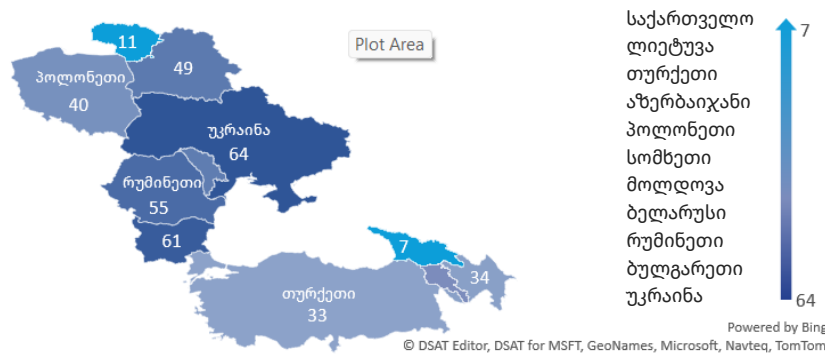 11
49
Plot Area
პოლონეთი
40
უკრაინა
64
რუმინეთი
55
61
7
34
თურქეთი
33
საქართველო
ლიეტუვა
თურქეთი
აზერბაიჯანი
პოლონეთი
სომხეთი
მოლდოვა
ბელარუსი
რუმინეთი
ბულგარეთი
უკრაინა
7
64
Powered by Bing
© DSAT Editor, DSAT for MSFT, GeoNames, Microsoft, Navteq, TomTom